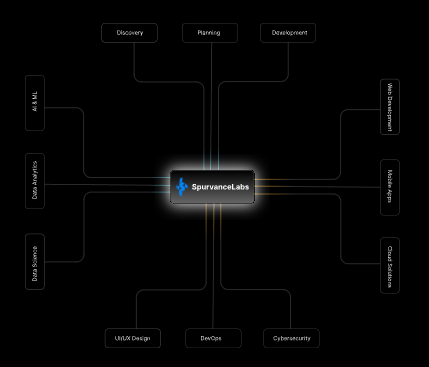 Discovery
Planning
Development
AI & ML
Web Development
Data Analytics
SpurvanceLabs
Mobile Apps
Data Science
Cloud Solutions
UI/UX Design
DevOps
Cybersecurity